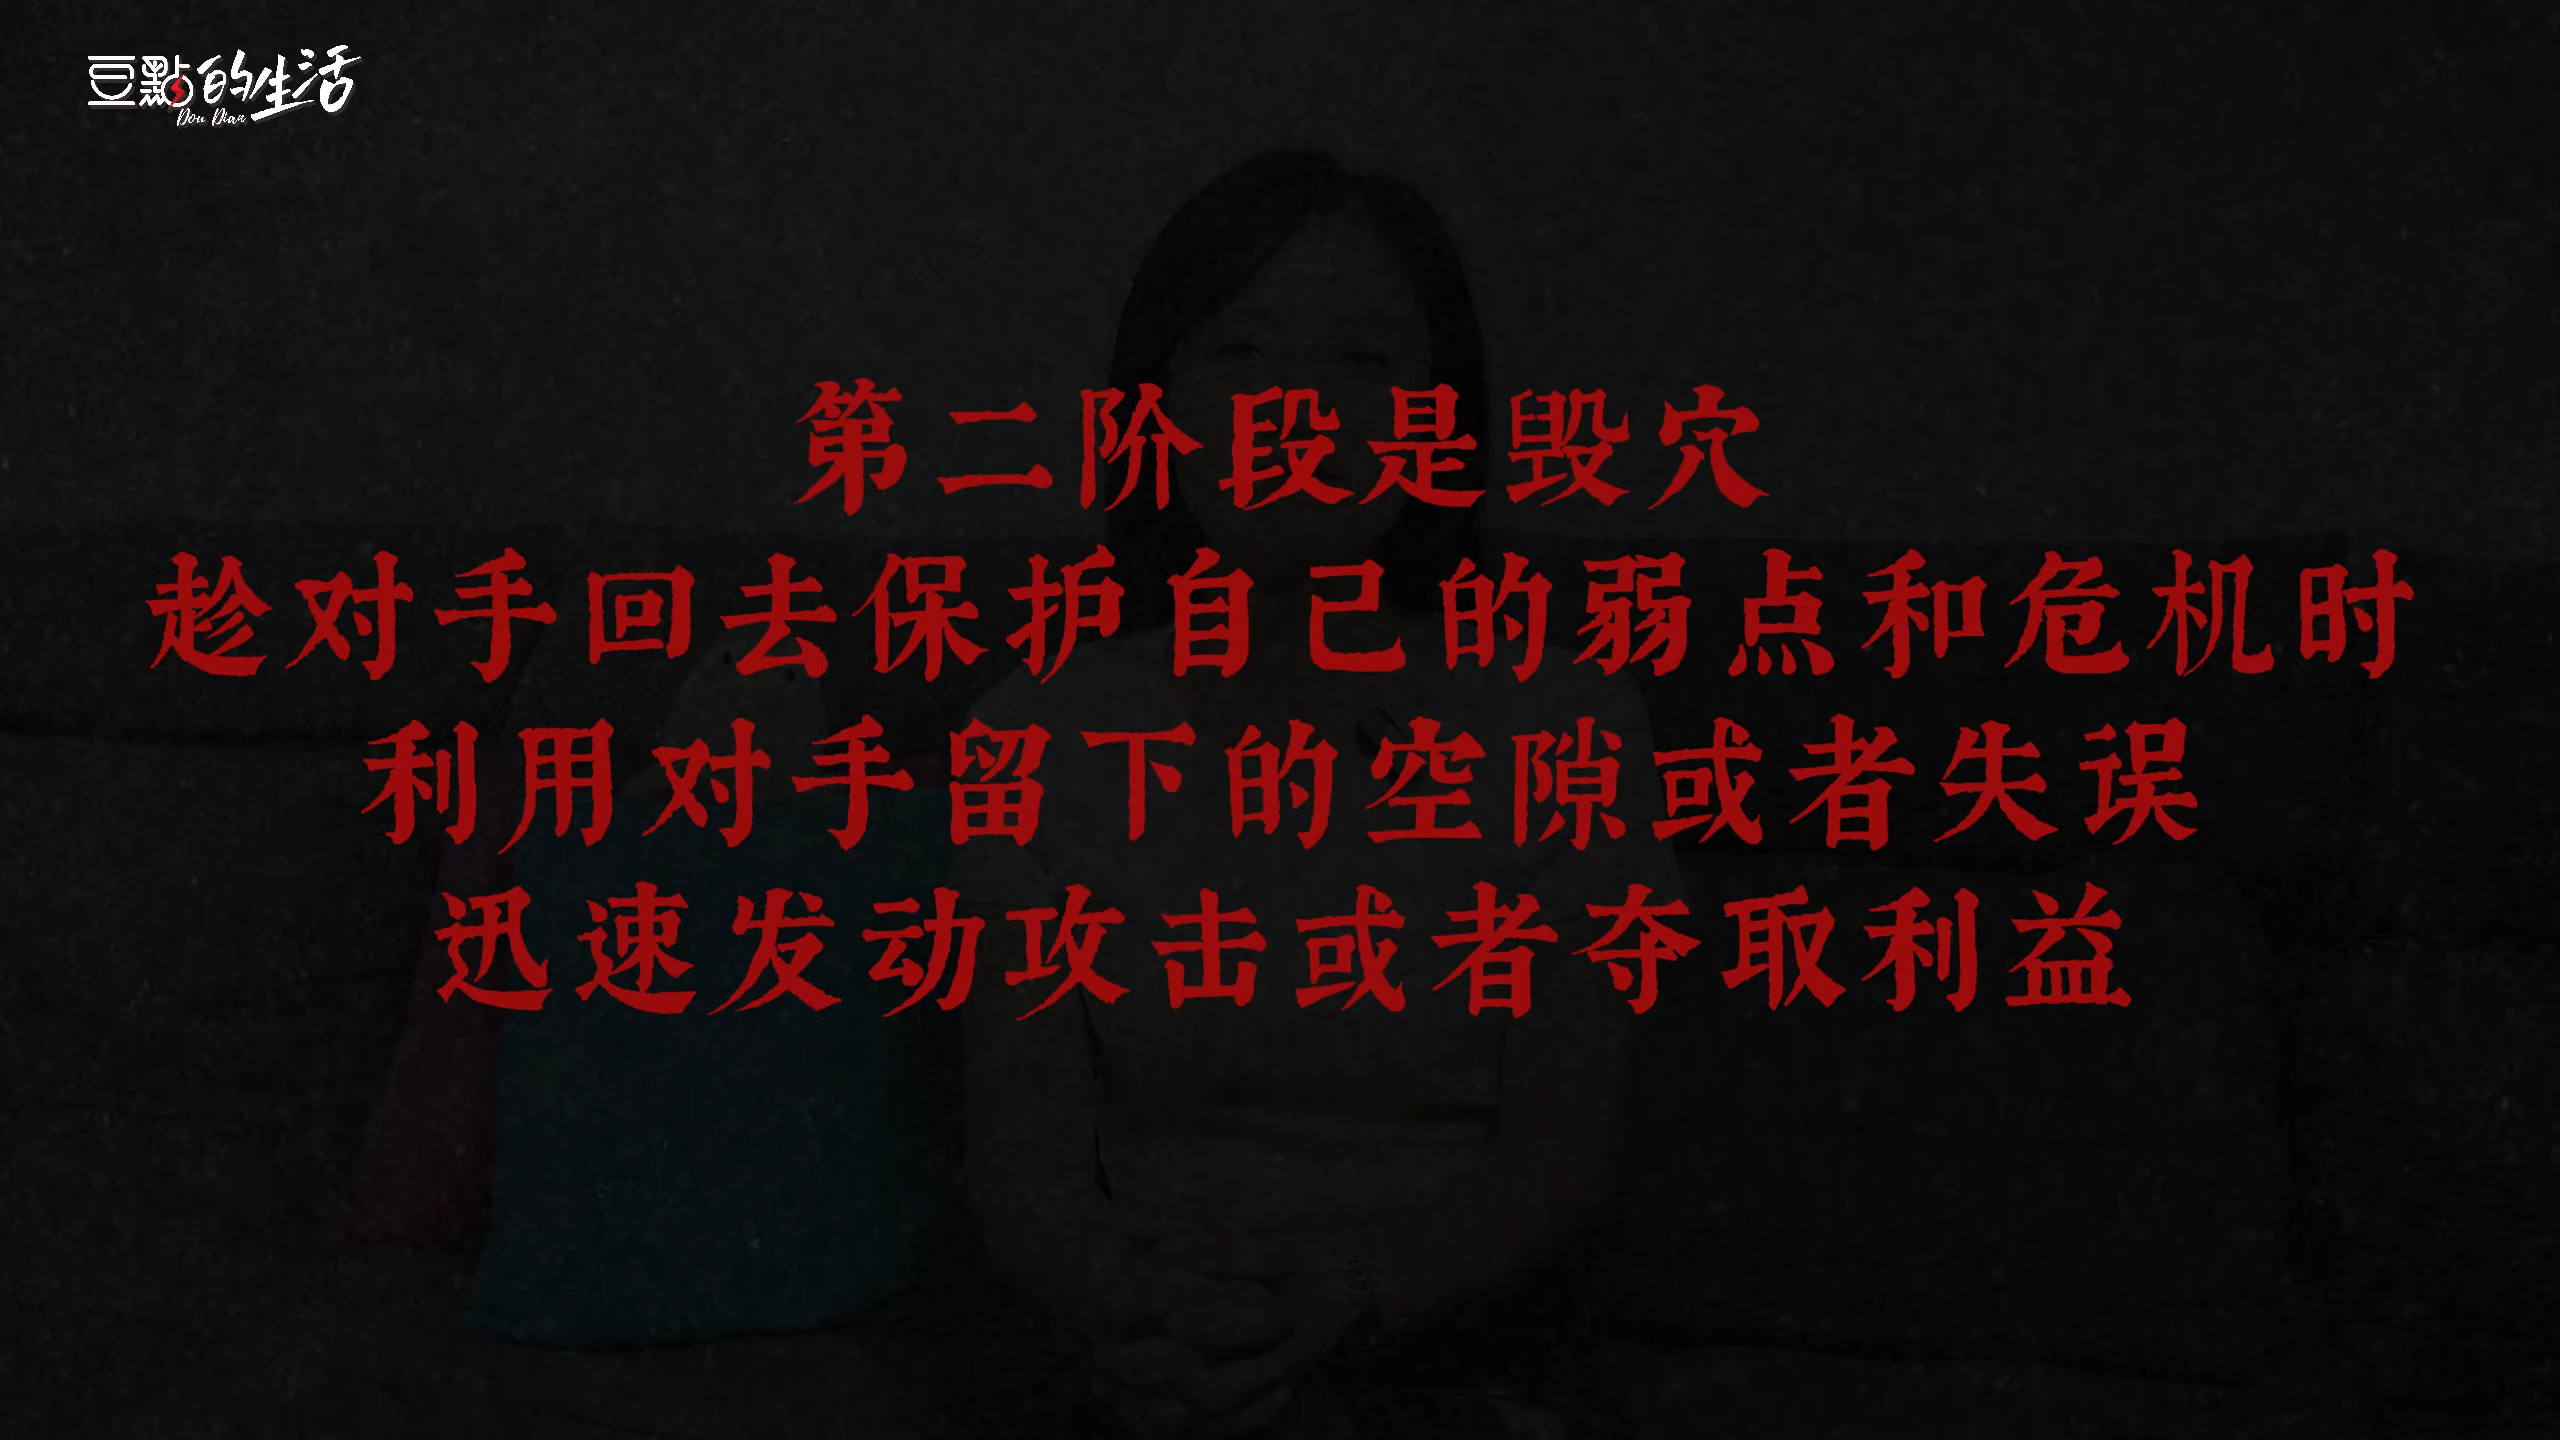 豆點的生活
Dou Dian
第二阶段是毁穴
趁对手回去保护自己的弱点和危机时
利用对手留下的空隙或者失误
迅速发动攻击或者夺取利益